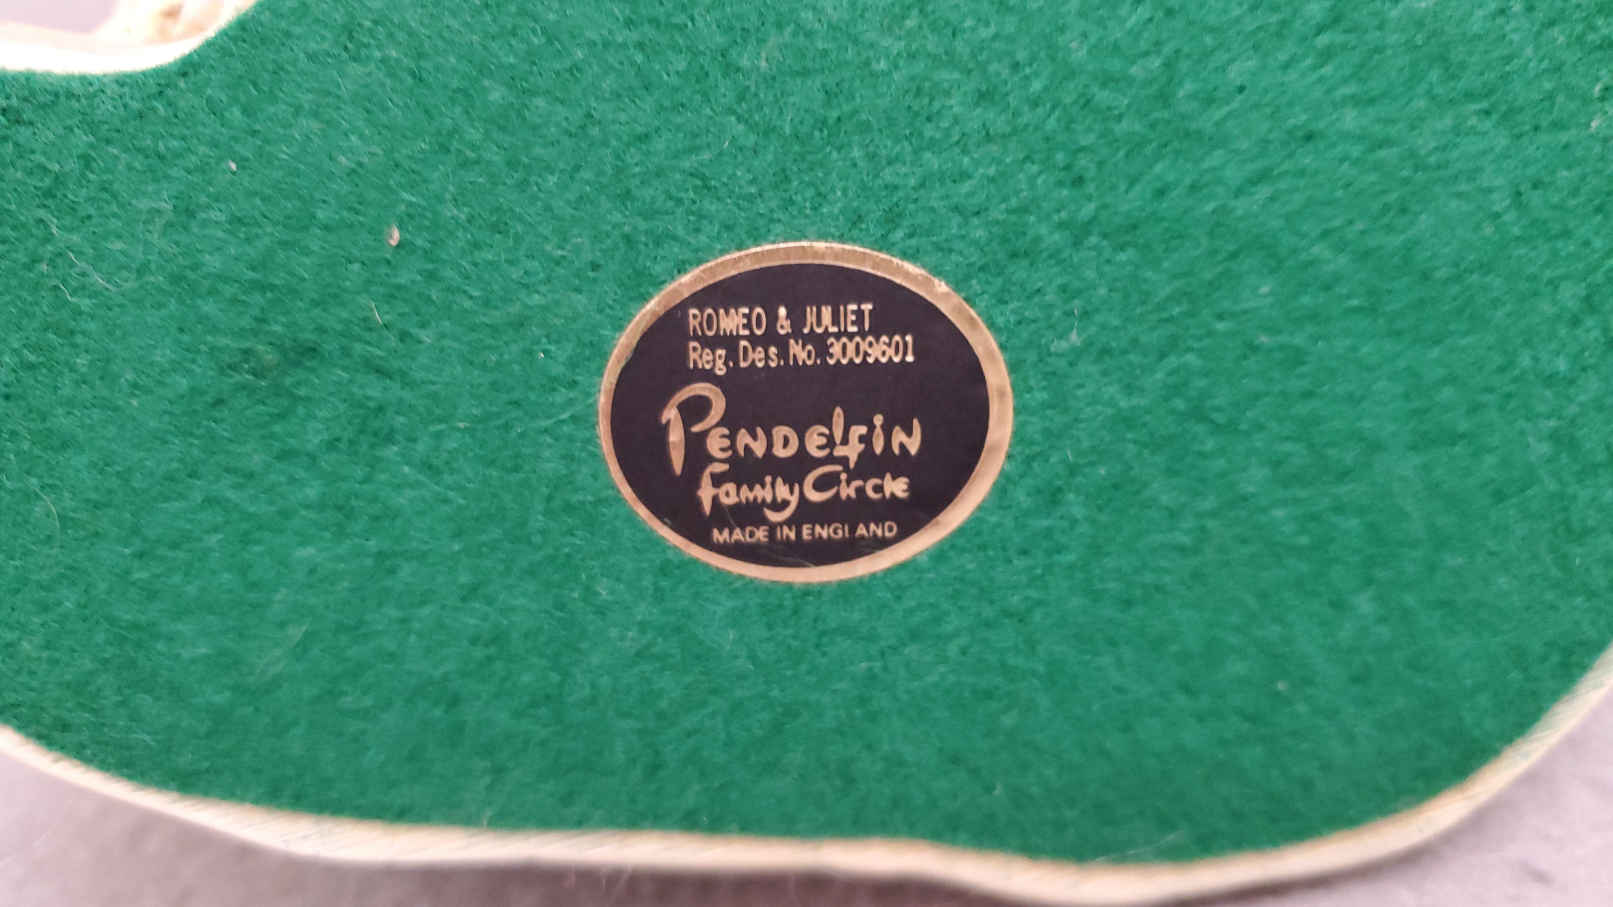 ROMEO & JULIET
Reg. Des. No. 3009601
PENDELFIN
Family Circle
MADE IN ENGLAND